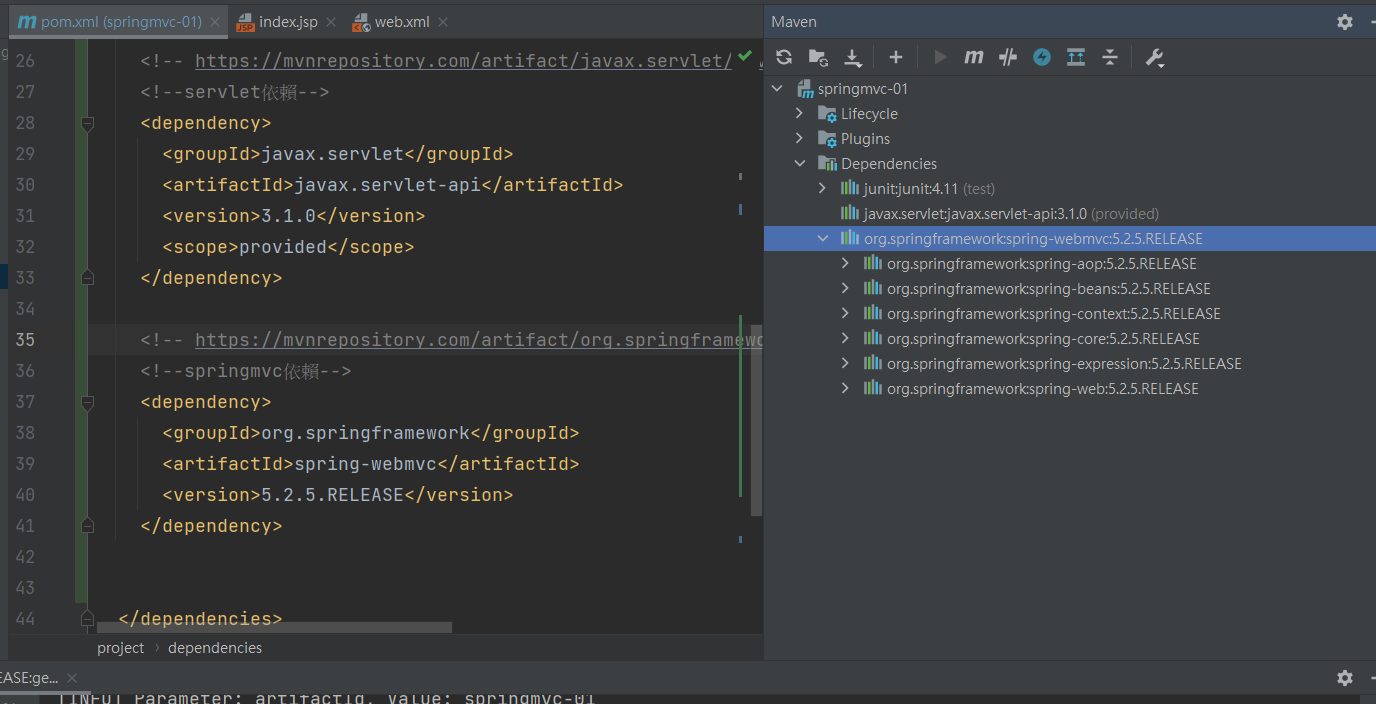 pom.xml (springmvc-01)
index.jsp
web.xml
26 <!-- https://mvnrepository.com/artifact/javax.servlet/
27 <!--servlet依賴-->
28 <dependency>
29 <groupId>javax.servlet</groupId>
30 <artifactId>javax.servlet-api</artifactId>
31 <version>3.1.0</version>
32 <scope>provided</scope>
33 </dependency>
34
35 <!-- https://mvnrepository.com/artifact/org.springframewo
36 <!--springmvc依賴-->
37 <dependency>
38 <groupId>org.springframework</groupId>
39 <artifactId>spring-webmvc</artifactId>
40 <version>5.2.5.RELEASE</version>
41 </dependency>
42
43
44 </dependencies>
project › dependencies
Maven
springmvc-01
Lifecycle
Plugins
Dependencies
junit:junit:4.11 (test)
javax.servlet:javax.servlet-api:3.1.0 (provided)
org.springframework:spring-webmvc:5.2.5.RELEASE
org.springframework:spring-aop:5.2.5.RELEASE
org.springframework:spring-beans:5.2.5.RELEASE
org.springframework:spring-context:5.2.5.RELEASE
org.springframework:spring-core:5.2.5.RELEASE
org.springframework:spring-expression:5.2.5.RELEASE
org.springframework:spring-web:5.2.5.RELEASE
EASE:ge...
[INFO] Parameter: artifactId, Value: springmvc-01